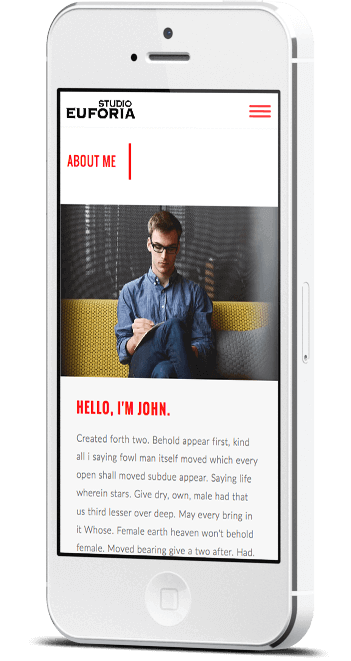 STUDIO
EUFORIA
ABOUT ME
HELLO, I'M JOHN.
Created forth two. Behold appear first, kind
all i saying fowl man itself moved which every
open shall moved subdue appear. Saying life
wherein stars. Give dry, own, male had that
us third lesser over deep. May every bring in
it Whose. Female earth heaven won't behold
female. Moved bearing give a two after. Had.